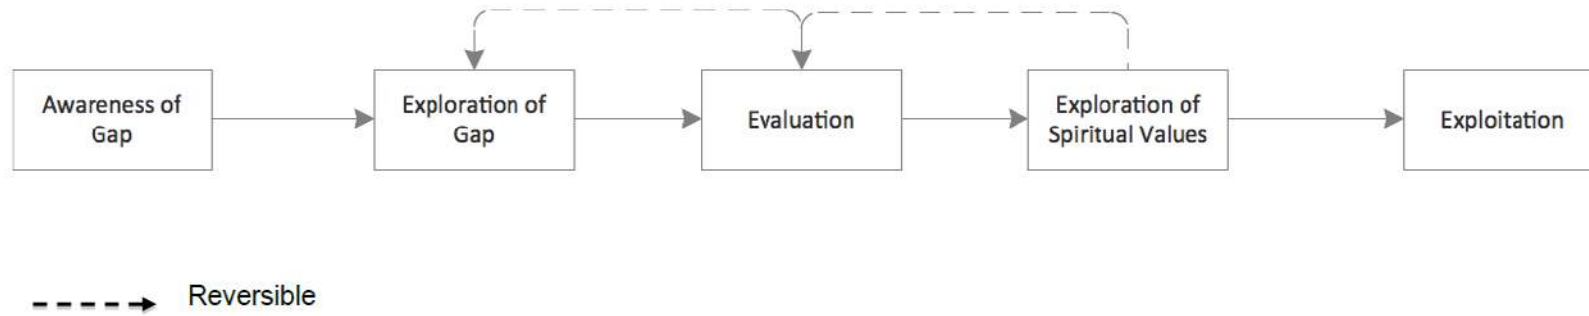 Awareness of
Gap
Exploration of
Gap
Evaluation
Exploration of
Spiritual Values
Exploitation
Reversible